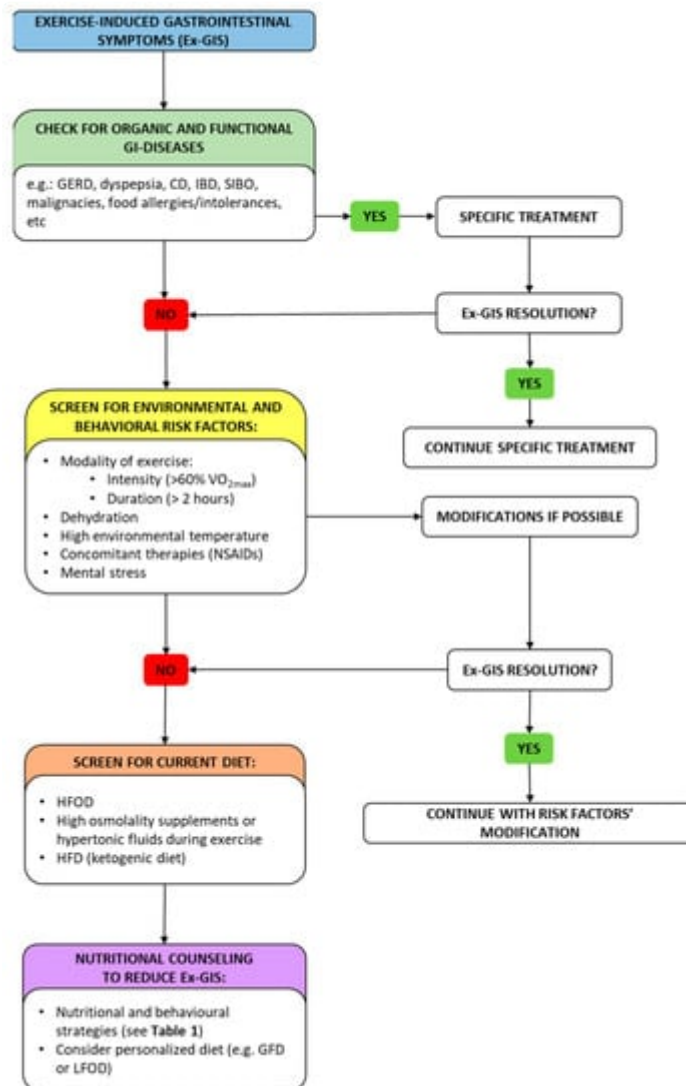 EXERCISE-INDUCED GASTROINTESTINAL
SYMPTOMS (Ex-GIS)
CHECK FOR ORGANIC AND FUNCTIONAL
GI-DISEASES
e.g.: GERD, dyspepsia, CD, IBD, SIBO,
malignacies, food allergies/intolerances,
etc
YES
SPECIFIC TREATMENT
NO
Ex-GIS RESOLUTION?
YES
CONTINUE SPECIFIC TREATMENT
SCREEN FOR ENVIRONMENTAL AND
BEHAVIORAL RISK FACTORS:
• Modality of exercise:
• Intensity (>60% VO2max)
• Duration (> 2 hours)
• Dehydration
• High environmental temperature
• Concomitant therapies (NSAIDs)
• Mental stress
MODIFICATIONS IF POSSIBLE
NO
Ex-GIS RESOLUTION?
YES
CONTINUE WITH RISK FACTORS'
MODIFICATION
SCREEN FOR CURRENT DIET:
• HFOD
• High osmolality supplements or
hypertonic fluids during exercise
• HFD (ketogenic diet)
NUTRITIONAL COUNSELING
TO REDUCE Ex-GIS:
• Nutritional and behavioural
strategies (see Table 1)
• Consider personalized diet (e.g. GFD
or LFOD)